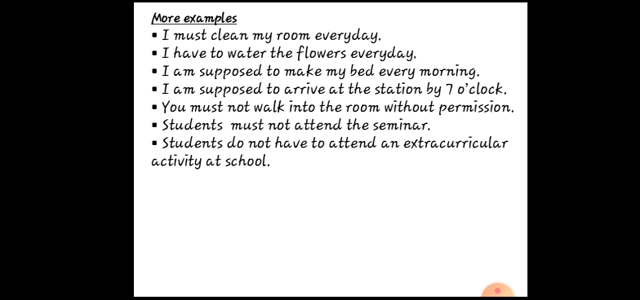 More examples
▪ I must clean my room everyday.
▪ I have to water the flowers everyday.
▪ I am supposed to make my bed every morning.
▪ I am supposed to arrive at the station by 7 o'clock.
▪ You must not walk into the room without permission.
▪ Students must not attend the seminar.
▪ Students do not have to attend an extracurricular
activity at school.